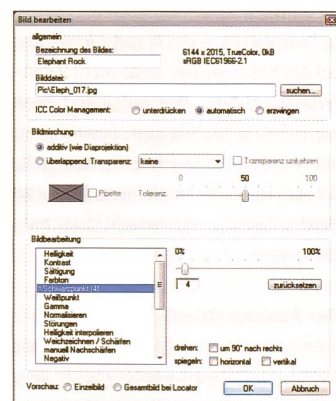 Bild bearbeiten
allgemein
Bezeichnung des Bildes:
Elephant Rock
6144 x 2015, TrueColor, 0kB
sRGB IEC61966-2.1
Bilddatei:
Pic\Eleph_017.jpg
suchen...
ICC Color Management: unterdrücken automatisch erzwingen
Bildmischung
additiv (wie Diaprojektion)
überlappend, Transparenz: keine Transparenz umkehren
0 50 100
Pipette Toleranz
Bildbearbeitung
Helligkeit
Kontrast
Sättigung
Farbton
Schwarzpunkt (4)
Weißpunkt
Gamma
Normalisieren
Störungen
Helligkeit interpolieren
Weichzeichnen / Schärfen
manuell Nachschärfen
Negativ
0% 100%
4 zurücksetzen
drehen: um 90° nach rechts
spiegeln: horizontal vertikal
Vorschau: Einzelbild Gesamtbild bei Locator OK Abbruch